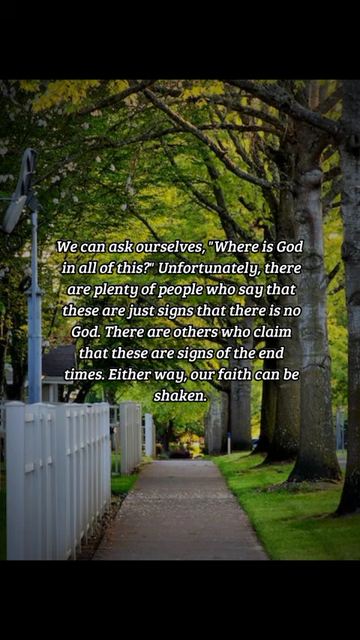 We can ask ourselves, "Where is God
in all of this?" Unfortunately, there
are plenty of people who say that
these are just signs that there is no
God. There are others who claim
that these are signs of the end
times. Either way, our faith can be
shaken.